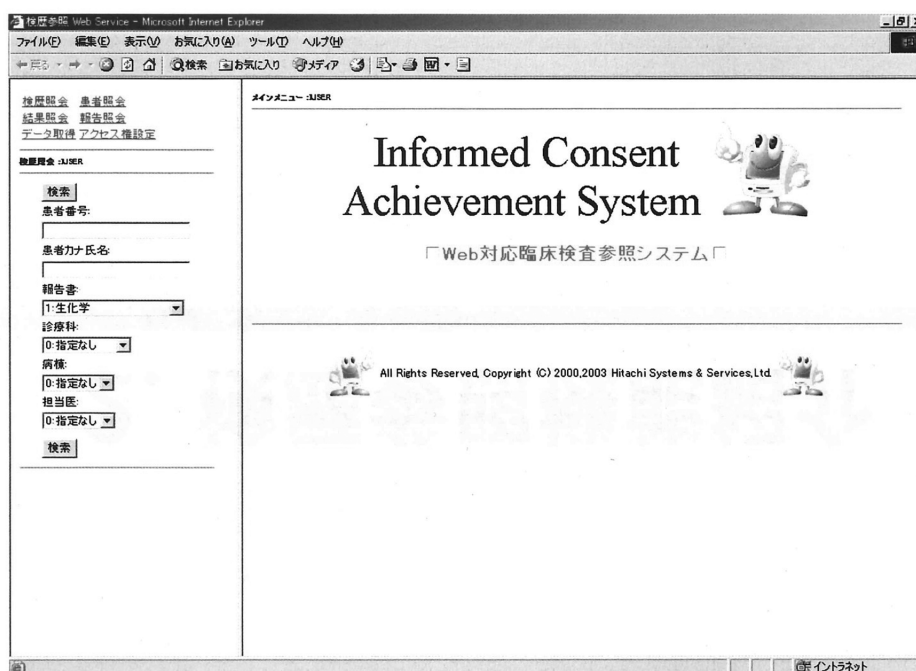 検歴参照 Web Service - Microsoft Internet Explorer
ファイル(F) 編集(E) 表示(V) お気に入り(A) ツール(T) ヘルプ(H)
戻る 検索 お気に入り メディア
検歴照会 患者照会
結果照会 報告照会
データ取得 アクセス権設定
検歴照会 :JJSER
検索
患者番号:
患者カナ氏名:
報告書:
1:生化学
診療科:
0:指定なし
病棟:
0:指定なし
担当医:
0:指定なし
検索
メインメニュー :JJSER
Informed Consent
Achievement System
「Web対応臨床検査参照システム「
All Rights Reserved, Copyright (C) 2000,2003 Hitachi Systems & Services,Ltd.
イントラネット